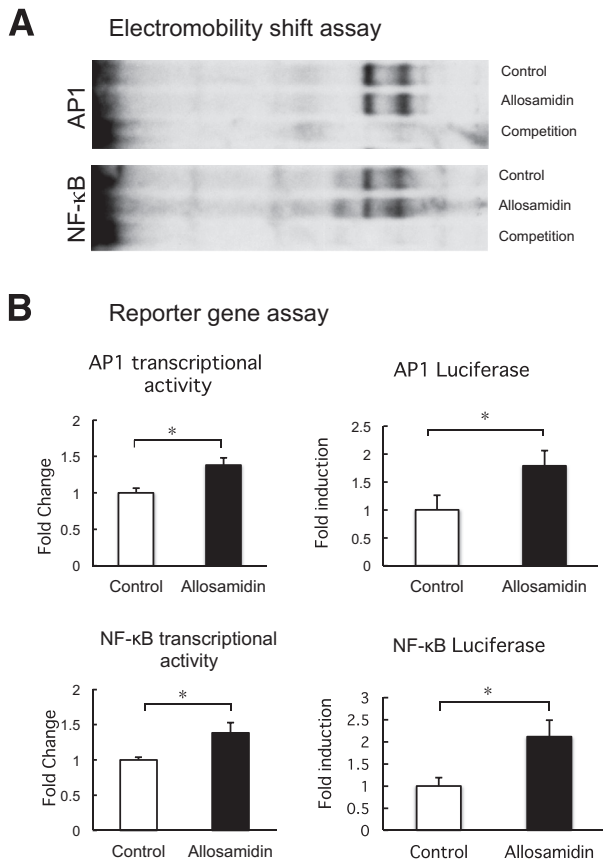 A
Electromobility shift assay
AP1
Control
Allosamidin
Competition
NF-κB
Control
Allosamidin
Competition
B
Reporter gene assay
AP1 transcriptional
activity
Fold Change
2
1.5
1
0.5
0
*
Control
Allosamidin
AP1 Luciferase
Fold induction
2.5
2
1.5
1
0.5
0
*
Control
Allosamidin
NF-κB transcriptional
activity
Fold Change
2
1.5
1
0.5
0
*
Control
Allosamidin
NF-κB Luciferase
Fold induction
3
2.5
2
1.5
1
0.5
0
*
Control
Allosamidin